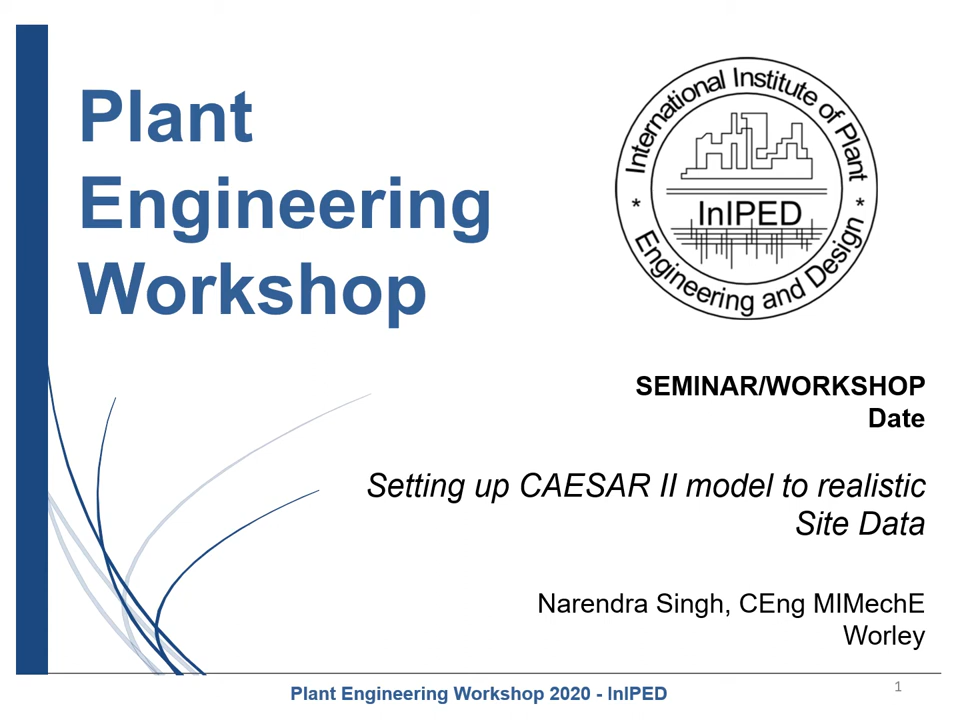 Plant
Engineering
Workshop
International Institute of Plant
* Engineering and Design *
InIPED
SEMINAR/WORKSHOP
Date
Setting up CAESAR II model to realistic
Site Data
Narendra Singh, CEng MIMechE
Worley
Plant Engineering Workshop 2020 - InIPED
1